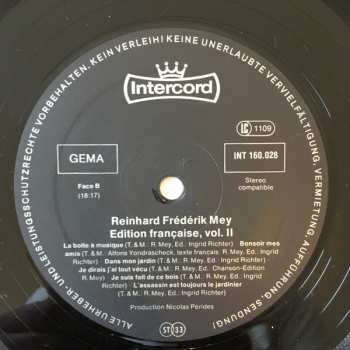 ALLE URHEBER- UND LEISTUNGSSCHUTZRECHTE VORBEHALTEN. KEIN VERLEIH! KEINE UNERLAUBTE VERVIELFÄLTIGUNG, VERMIETUNG, AUFFÜHRUNG, SENDUNG!
Intercord
LC 1109
GEMA
INT 160.028
Face B
(18:17)
Stereo
compatible
Reinhard Frédérik Mey
Edition française, vol. II
La boîte à musique (T. & M.: R. Mey, Ed.: Ingrid Richter) Bonsoir mes
amis (T. & M.: Alfons Yondrascheck, texte français: R. Mey, Ed.: Ingrid
Richter) Dans mon jardin (T. & M.: R. Mey, Ed.: Ingrid Richter)
Je dirais j'ai tout vécu (T. & M.: R. Mey, Ed.: Chanson-Edition
R. Mey) Je suis fait de ce bois (T. & M.: R. Mey, Ed.: Ingrid
Richter) L'assassin est toujours le jardinier
(T. & M.: R. Mey, Ed.: Ingrid Richter)
Production Nicolas Péridès
ST 33